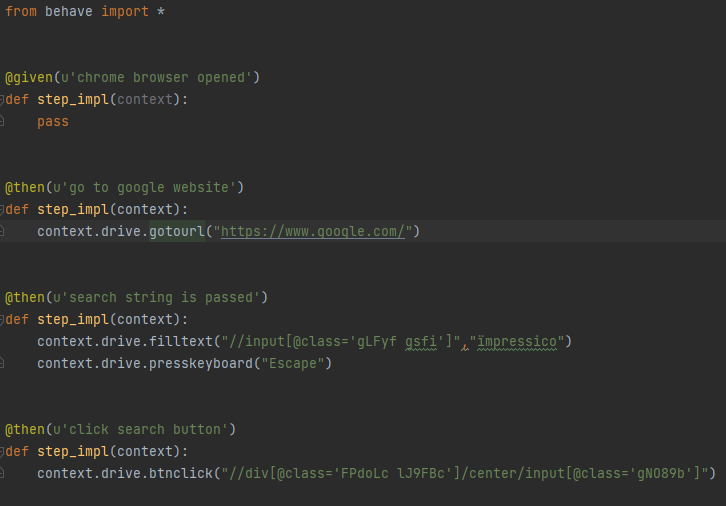 from behave import *
@given(u'chrome browser opened')
def step_impl(context):
    pass
@then(u'go to google website')
def step_impl(context):
    context.drive.gotourl("https://www.google.com/")
@then(u'search string is passed')
def step_impl(context):
    context.drive.filltext("//input[@class='gLFyf gsfi']","ïmpressico")
    context.drive.presskeyboard("Escape")
@then(u'click search button')
def step_impl(context):
    context.drive.btnclick("//div[@class='FPdoLc lJ9FBc']/center/input[@class='gNO89b']")